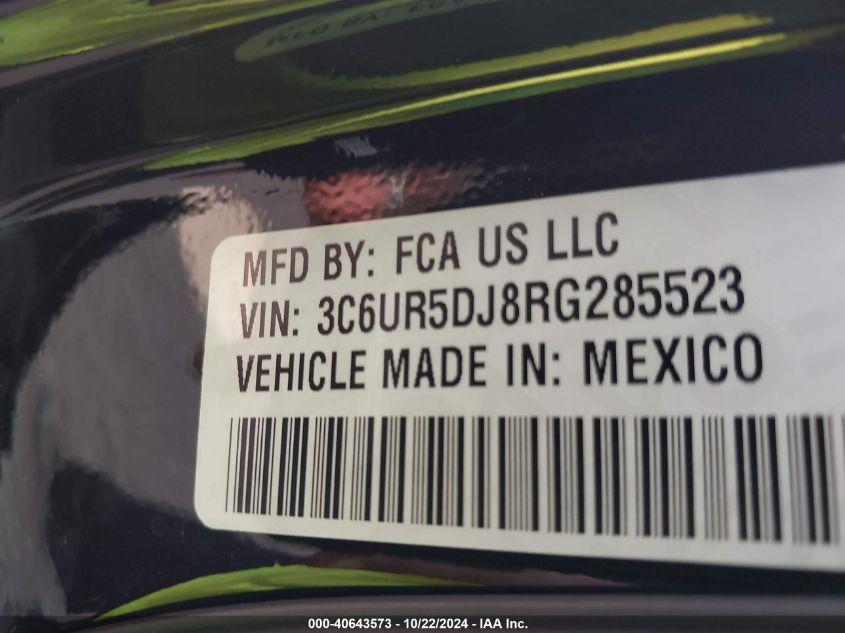 MFD BY: FCA US LLC
VIN: 3C6UR5DJ8RG285523
VEHICLE MADE IN: MEXICO
000-40643573 - 10/22/2024 - IAA Inc.